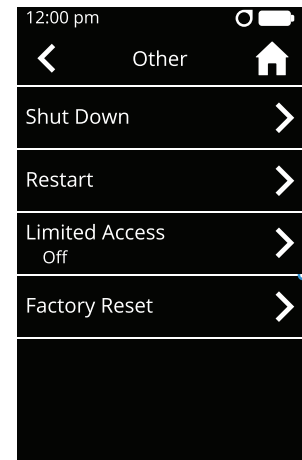 12:00 pm
Other
Shut Down
Restart
Limited Access
Off
Factory Reset